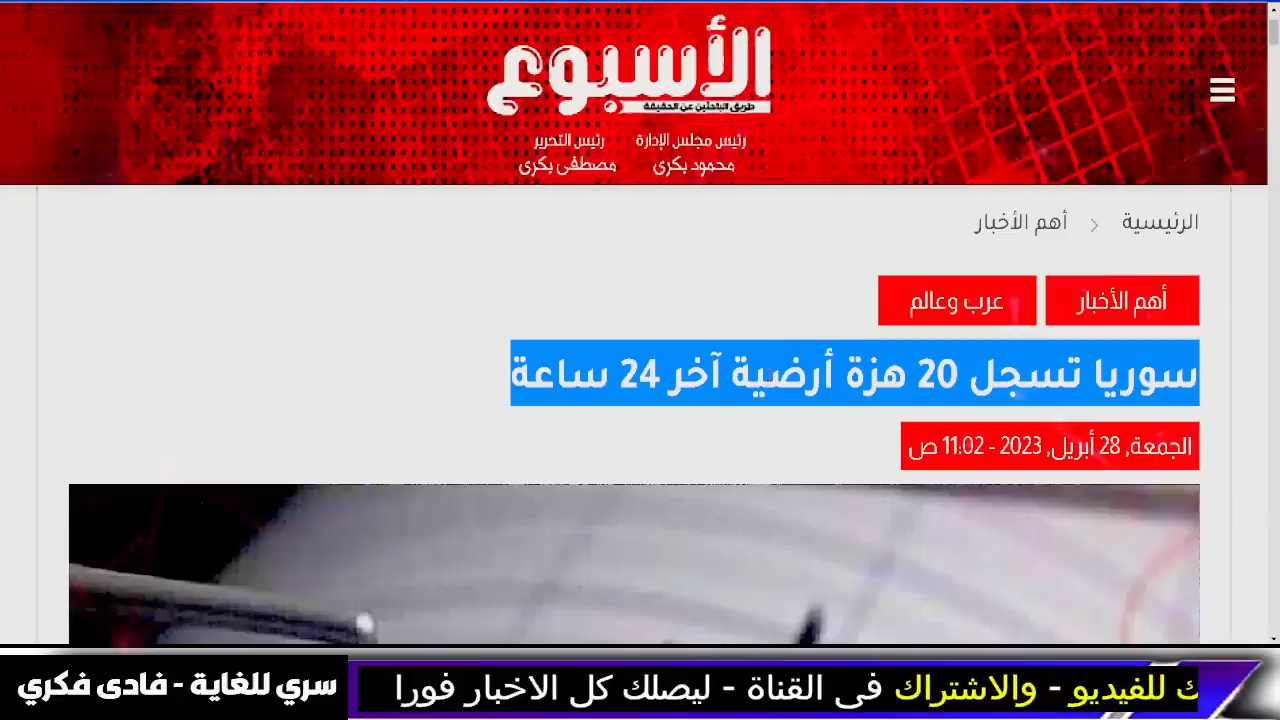 الأسبوع
طريق الباحثين عن الحقيقة
رئيس مجلس الإدارة
محمود بكرى
رئيس التحرير
مصطفى بكرى
الرئيسية > أهم الأخبار
أهم الأخبار
عرب وعالم
سوريا تسجل 20 هزة أرضية آخر 24 ساعة
الجمعة, 28 أبريل, 2023 - 11:02 ص
ك للفيديو - والاشتراك فى القناة - ليصلك كل الاخبار فورا
سري للغاية - فادى فكري